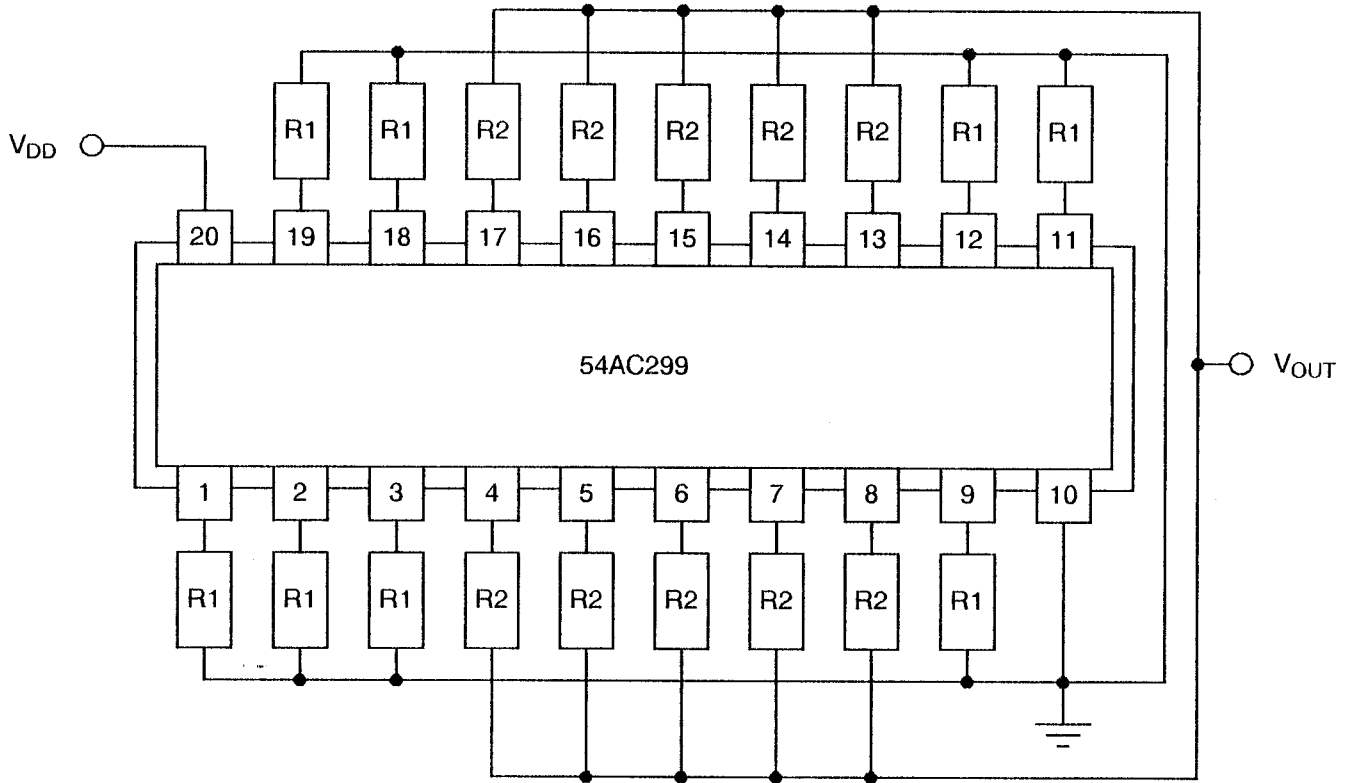 R1 R1 R2 R2 R2 R2 R2 R1 R1
V_DD
20 19 18 17 16 15 14 13 12 11
54AC299
V_OUT
1 2 3 4 5 6 7 8 9 10
R1 R1 R1 R2 R2 R2 R2 R2 R1